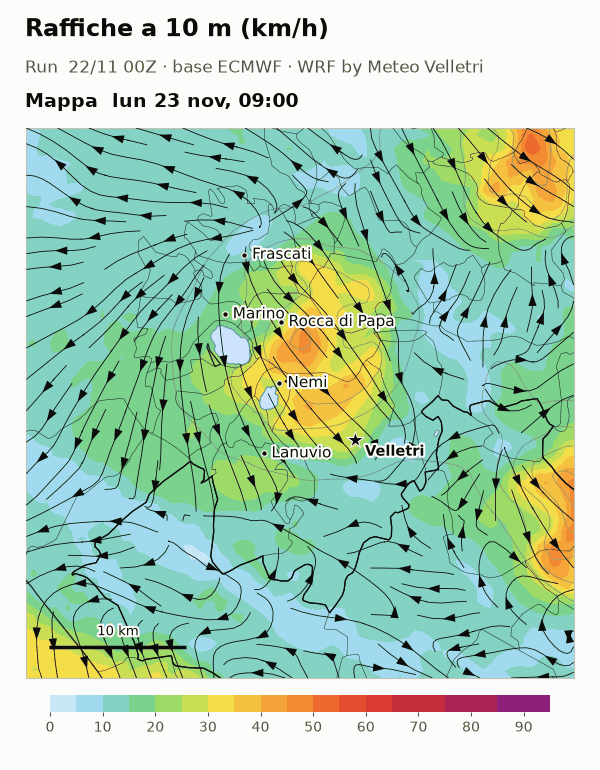 Raffiche a 10 m (km/h)
Run 22/11 00Z · base ECMWF · WRF by Meteo Velletri
Mappa lun 23 nov, 09:00
Frascati
Marino
Rocca di Papa
Nemi
Velletri
Lanuvio
10 km
0 10 20 30 40 50 60 70 80 90